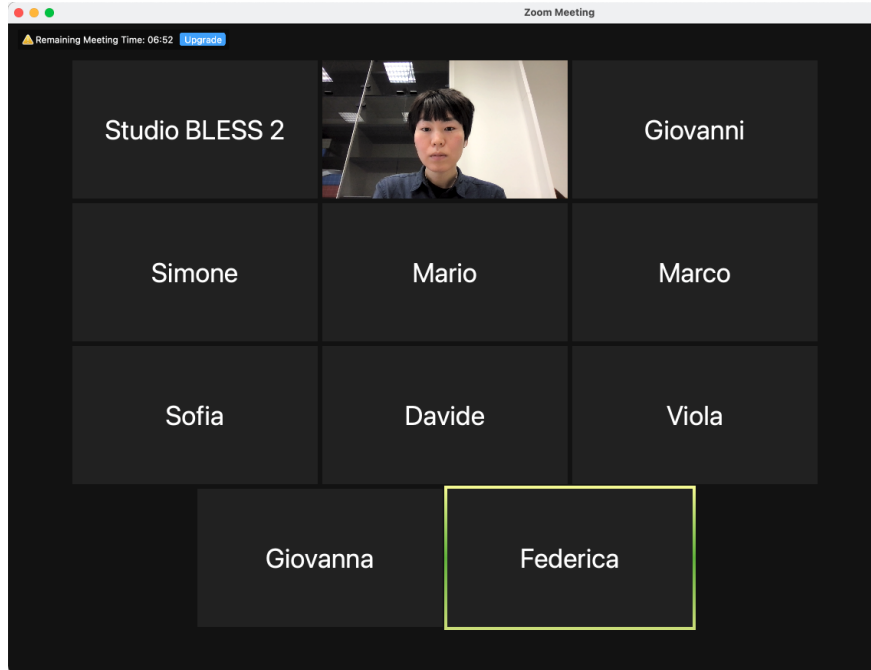 Zoom Meeting
Remaining Meeting Time: 06:52 Upgrade
Studio BLESS 2
Giovanni
Simone
Mario
Marco
Sofia
Davide
Viola
Giovanna
Federica